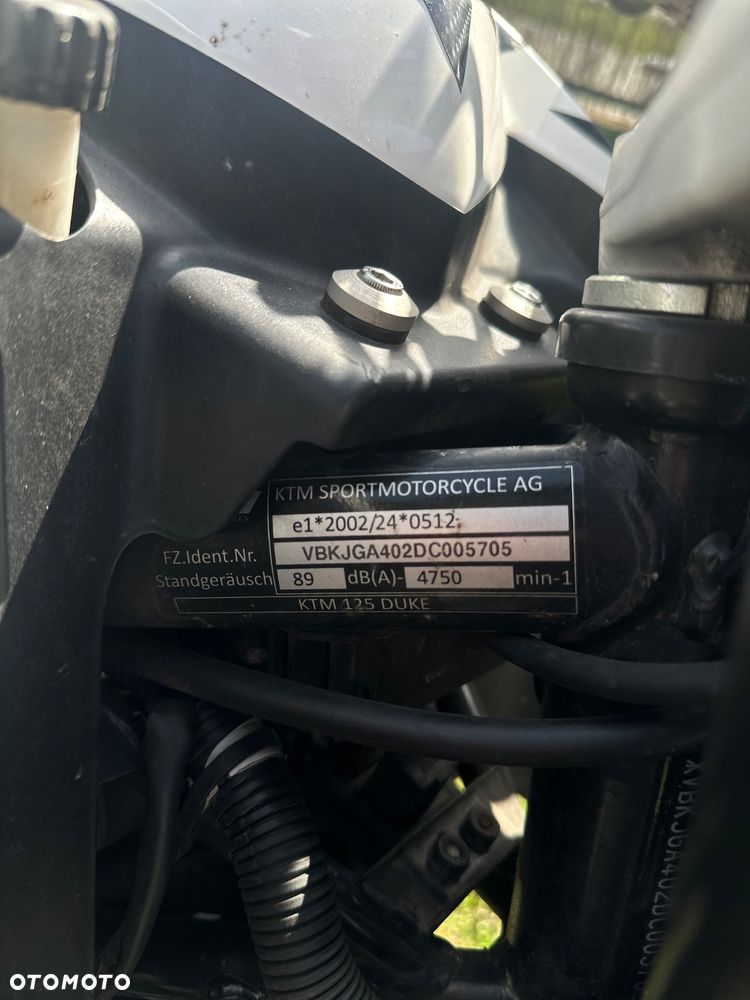 KTM SPORTMOTORCYCLE AG
e1*2002/24*0512
FZ.Ident.Nr. VBKJGA402DC005705
Standgeräusch 89 dB(A)- 4750 min-1
KTM 125 DUKE
OTOMOTO